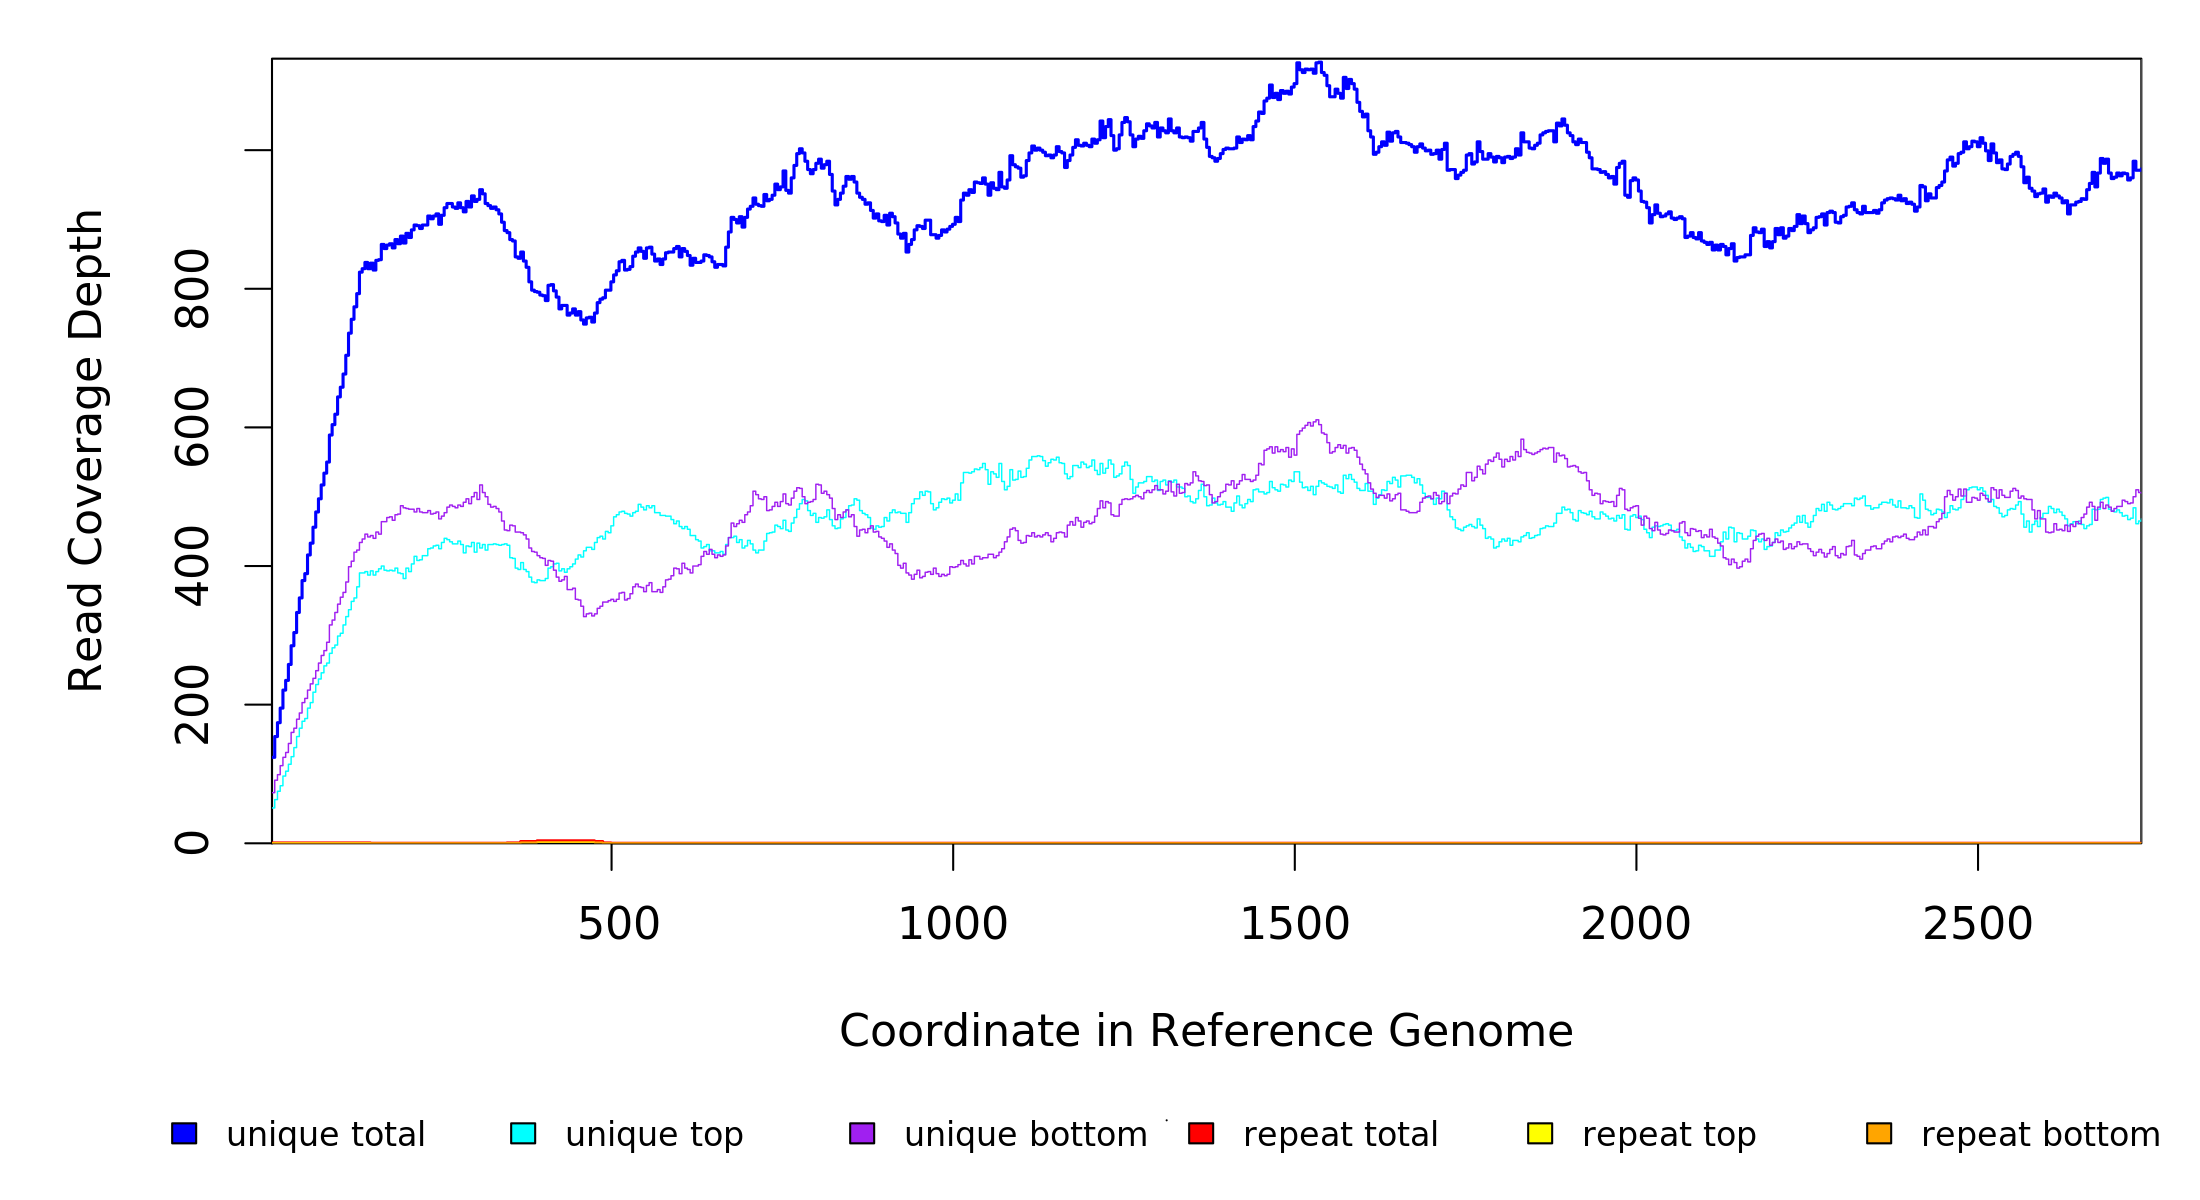 Read Coverage Depth
800
600
400
200
0
500 1000 1500 2000 2500
Coordinate in Reference Genome
unique total unique top unique bottom repeat total repeat top repeat bottom